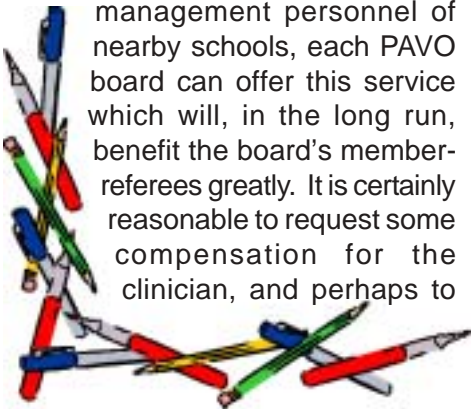 management personnel of
nearby schools, each PAVO
board can offer this service
which will, in the long run,
benefit the board's member-
referees greatly. It is certainly
reasonable to request some
compensation for the
clinician, and perhaps to